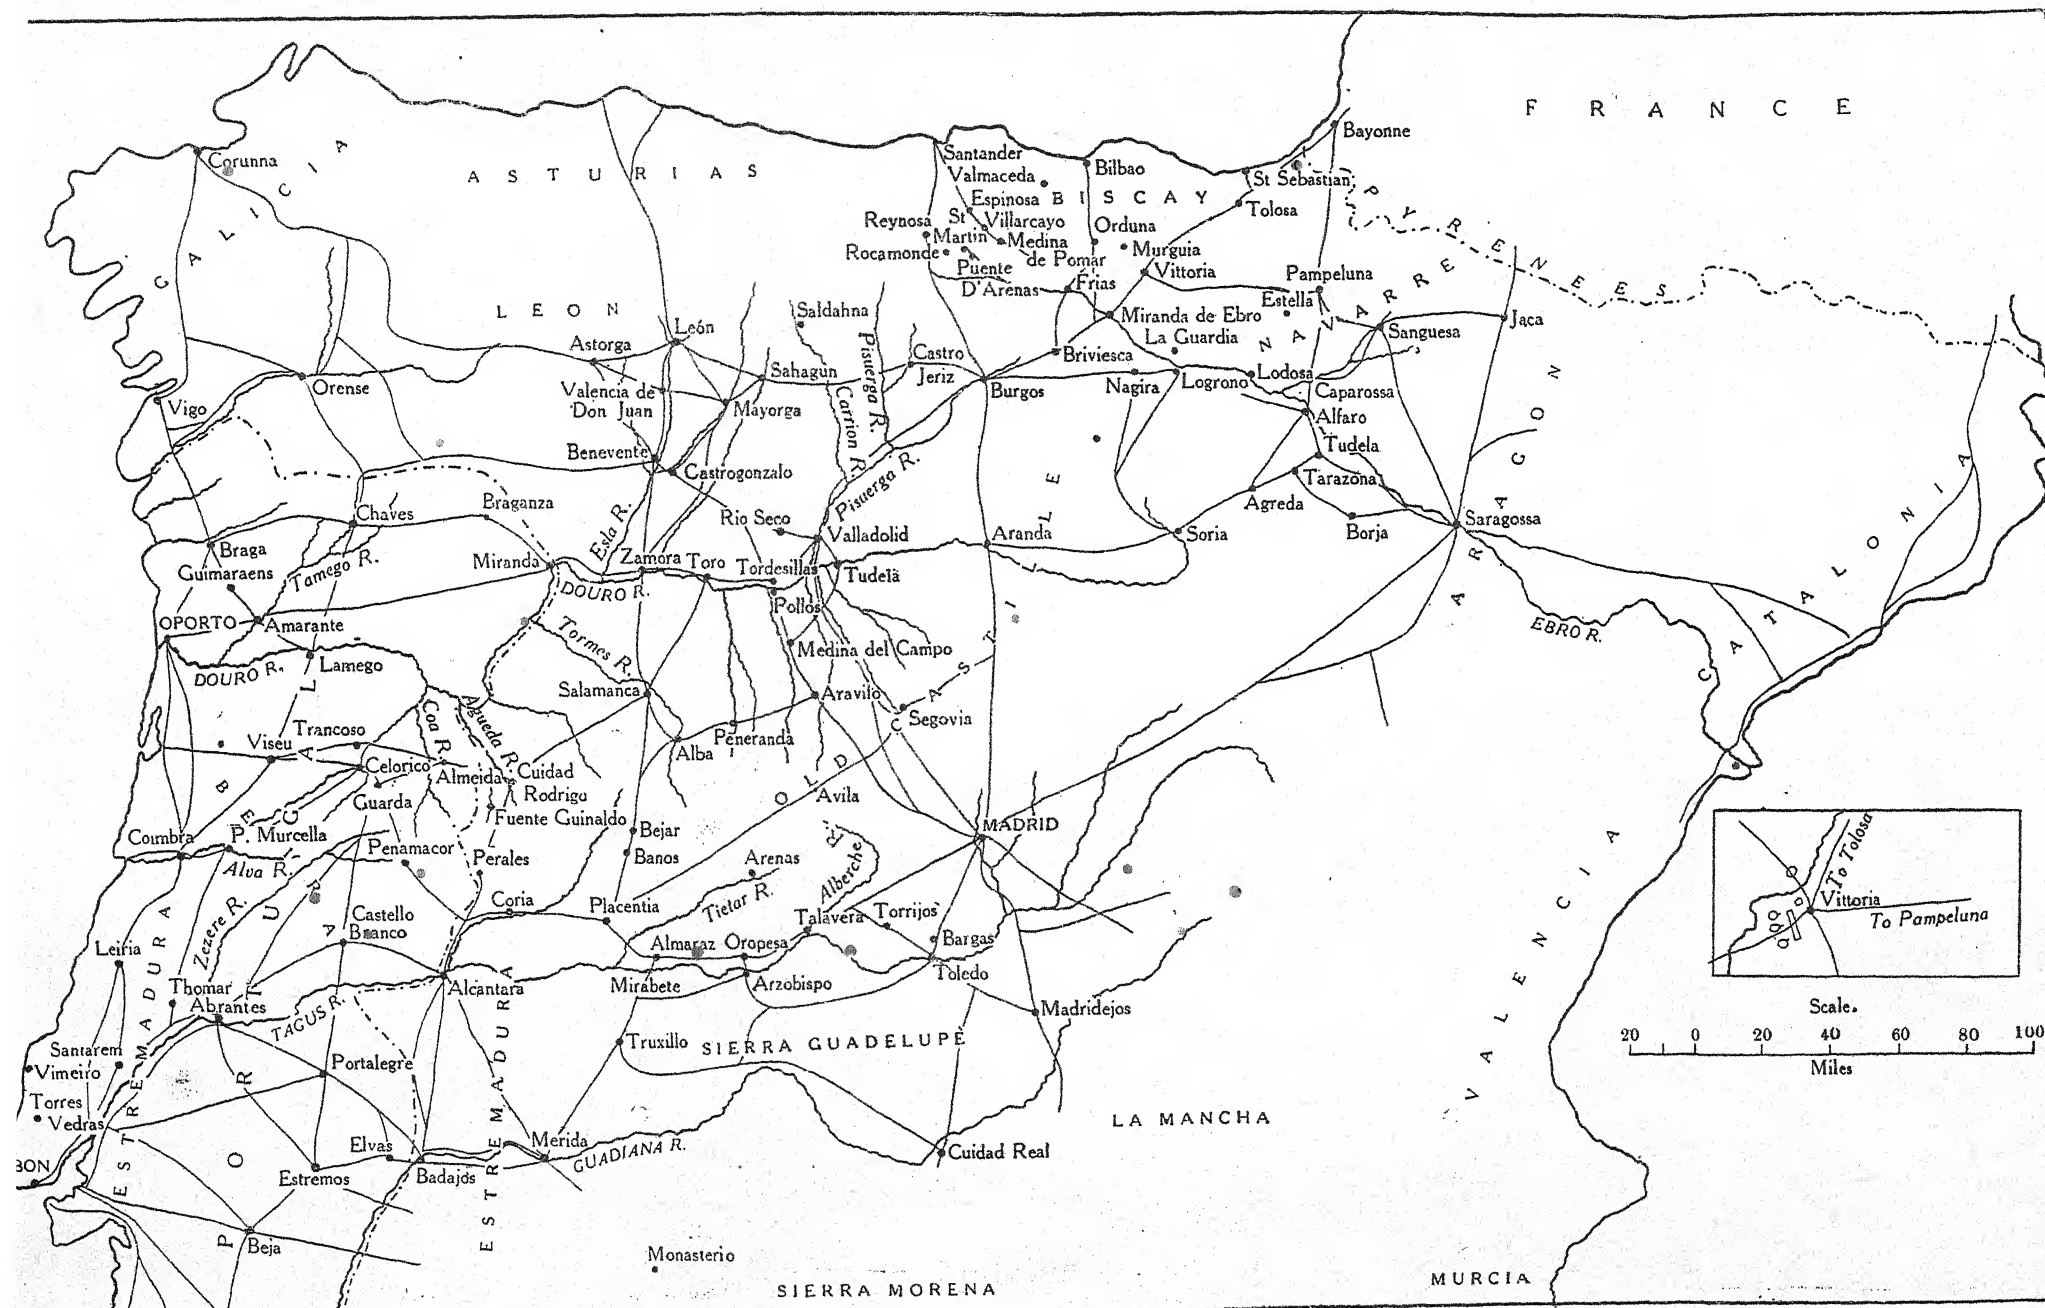 FRANCE
Bayonne
Corunna
GALICIA
ASTURIAS
Santander
Valmaceda
Bilbao
BISCAY
St Sebastian
PYRENEES
Espinosa
Tolosa
Reynosa
St
Martin
Villarcayo
Orduna
Rocamonde
Medina
de Pomar
Murguia
Puente
D'Arenas
Frias
Vittoria
Pampeluna
Estella
NAVARRE
LEON
Saldahna
León
Miranda de Ebro
La Guardia
Sanguesa
Jaca
Astorga
Pisuerga R.
Castro
Jeriz
Briviesca
Orense
Valencia de
Don Juan
Sahagun
Mayorga
Carrion R.
Burgos
Nagira
Logrono
Lodosa
Caparossa
ARAGON
Vigo
Alfaro
Tudela
Benevente
Castrogonzalo
Pisuerga R.
Tarazona
Agreda
Borja
Saragossa
CATALONIA
Chaves
Braganza
Esla R.
Rio Seco
Valladolid
Aranda
Soria
Braga
Guimaraens
Tamego R.
Miranda
Zamora
Toro
Tordesillas
Tudela
DOURO R.
Pollos
OPORTO
Amarante
EBRO R.
Tormes R.
Medina del Campo
DOURO R.
Lamego
Salamanca
Aravilo
OLD CASTILE
Segovia
Coa R.
Agueda R.
Viseu
Trancoso
Alba
Peneranda
Celorico
Almeida
Cuidad
Rodrigo
Guarda
Avila
Fuente Guinaldo
Coimbra
P. Murcella
Bejar
MADRID
Alva R.
Penamacor
Perales
Banos
Arenas
Alberche R.
Zezere R.
Coria
Placentia
Tietar R.
Talavera
Torrijos
Castello
Branco
Leiria
Almaraz
Oropesa
Bargas
Toledo
Thomar
Abrantes
Alcantara
Mirabete
Arzobispo
Madridejos
TAGUS R.
ESTREMADURA
Santarem
Vimeiro
Portalegre
Truxillo
SIERRA GUADELUPE
Torres
Vedras
ESTREMADURA
LA MANCHA
VALENCIA
BON
Elvas
Merida
GUADIANA R.
Cuidad Real
Estremos
Badajos
PORTUGAL
BEIRA
Beja
Monasterio
SIERRA MORENA
MURCIA
To Tolosa
Vittoria
To Pampeluna
Scale.
20 0 20 40 60 80 100
Miles